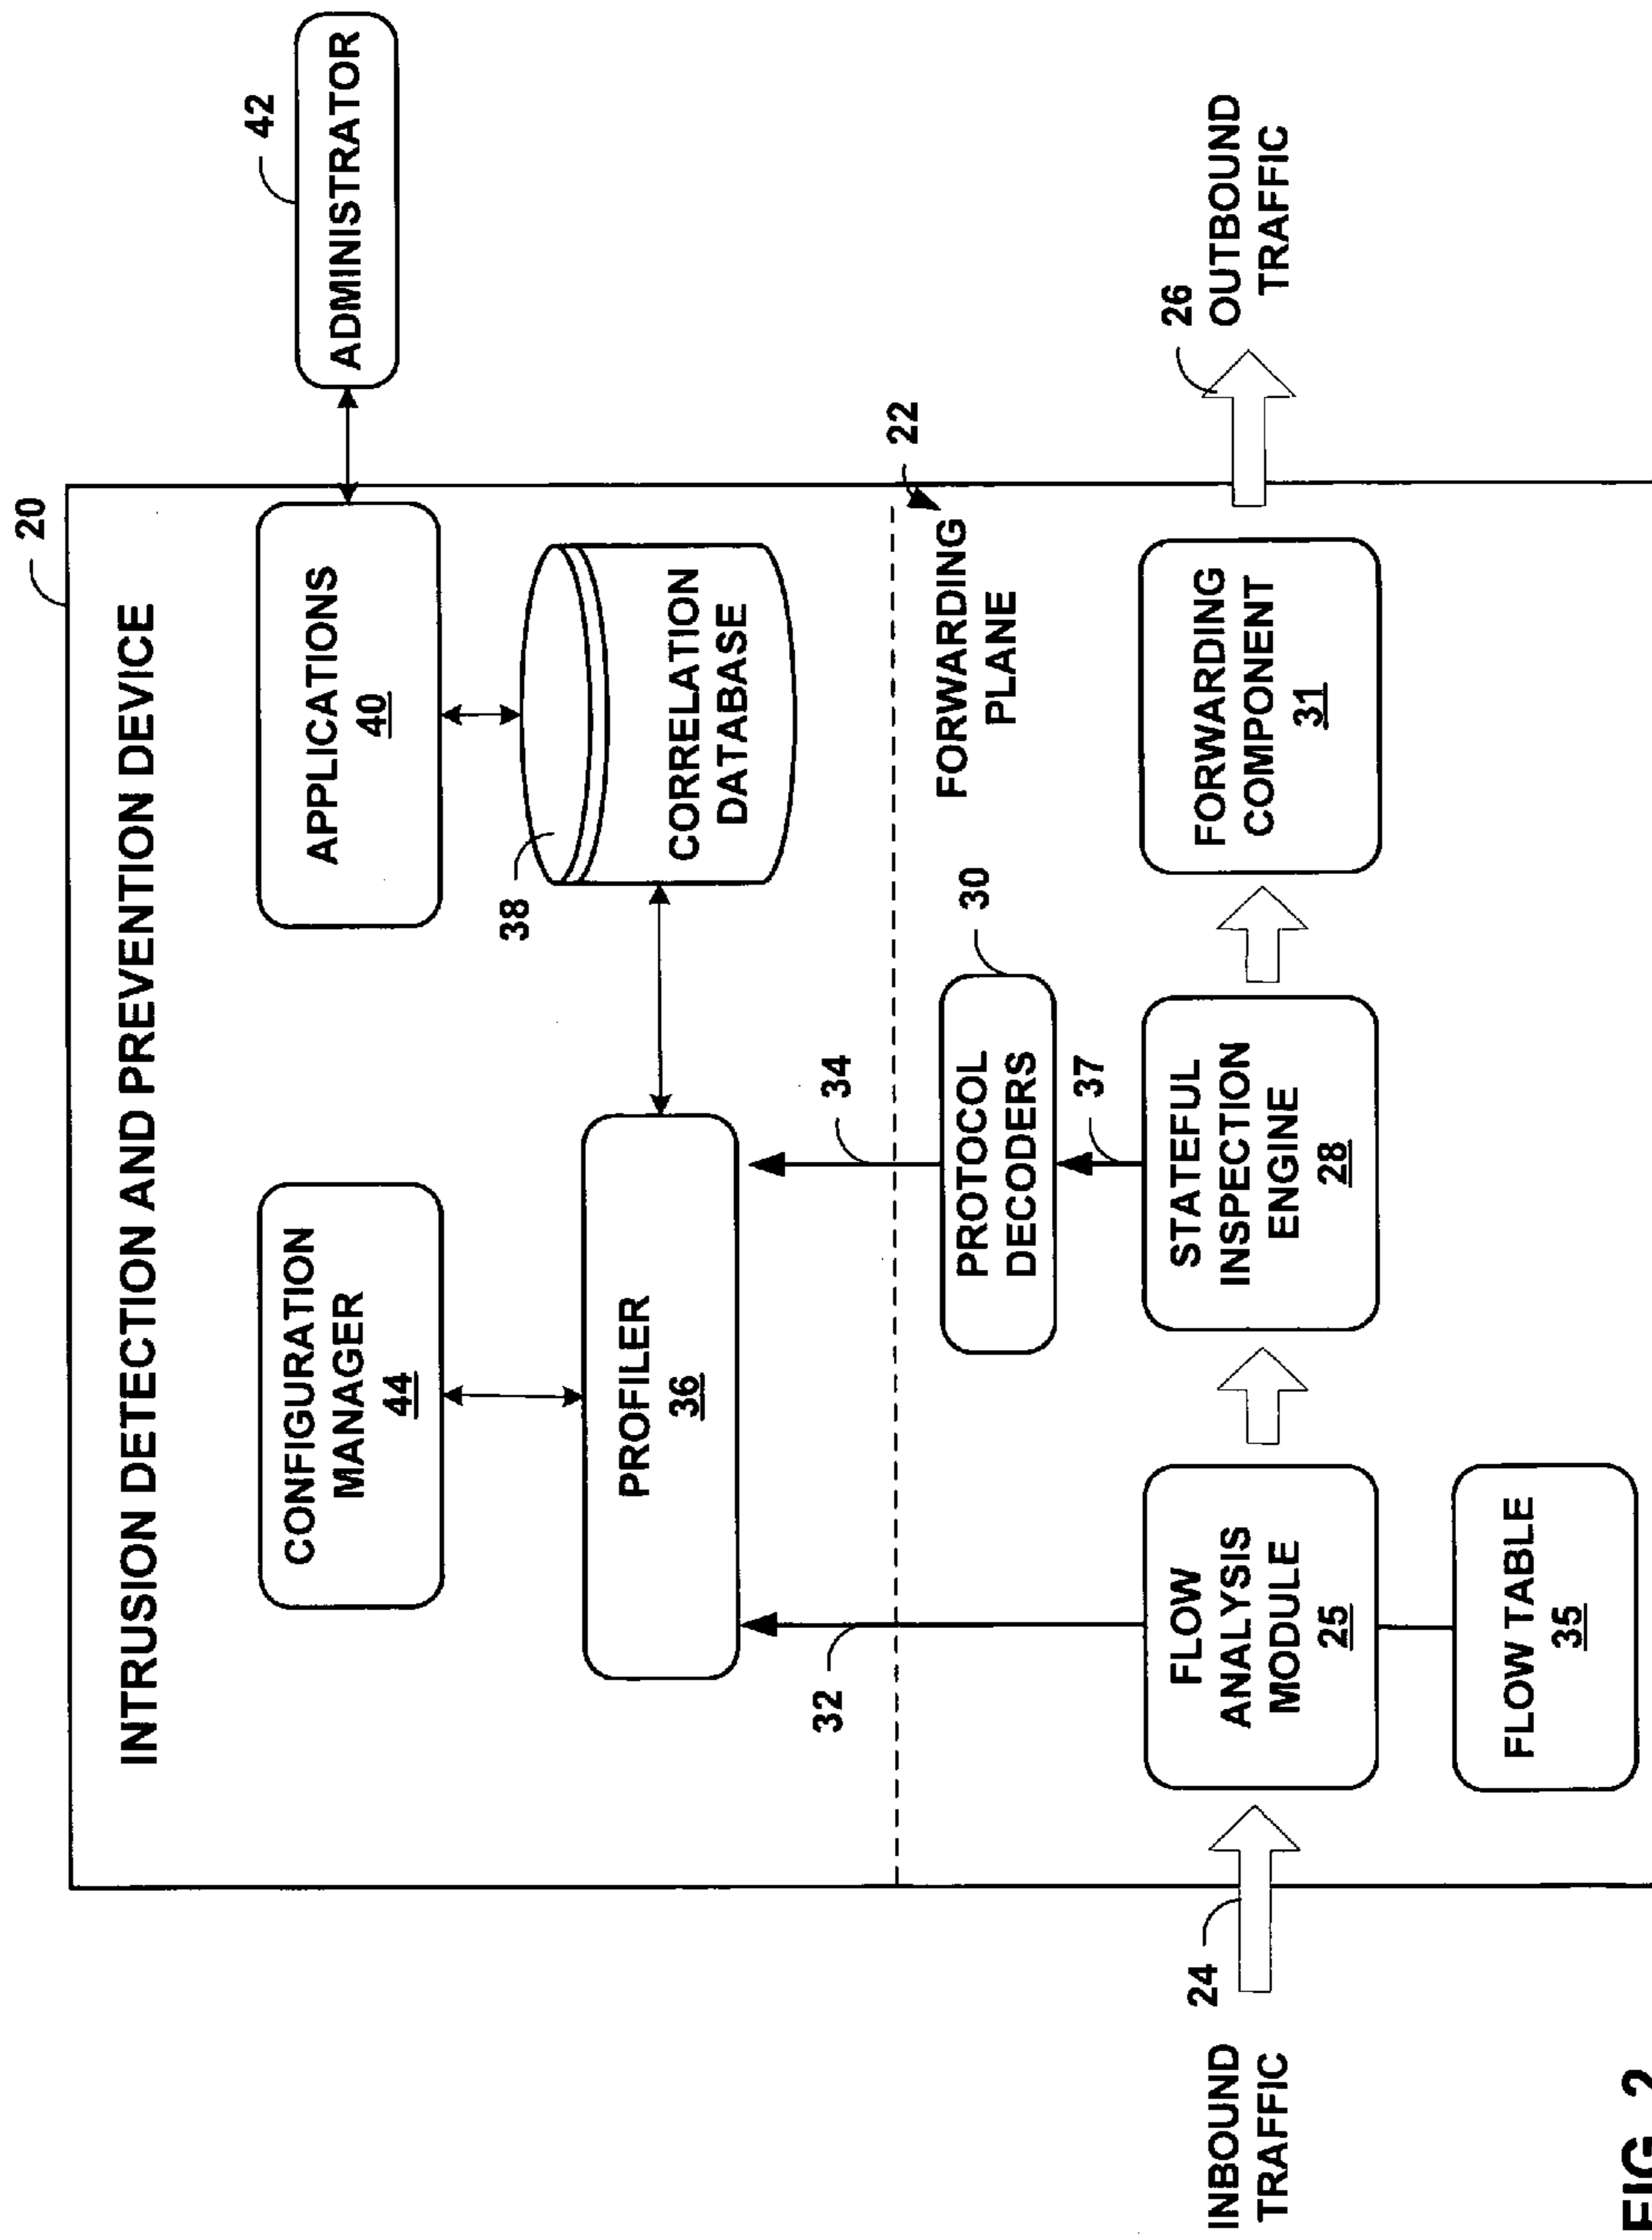 20
INTRUSION DETECTION AND PREVENTION DEVICE
42
CONFIGURATION
MANAGER
44
APPLICATIONS
40
ADMINISTRATOR
38
PROFILER
36
CORRELATION
DATABASE
32
34
22
FORWARDING
PLANE
30
PROTOCOL
DECODERS
37
24
INBOUND
TRAFFIC
FLOW
ANALYSIS
MODULE
25
STATEFUL
INSPECTION
ENGINE
28
FORWARDING
COMPONENT
31
26
OUTBOUND
TRAFFIC
FLOW TABLE
35
FIG. 2